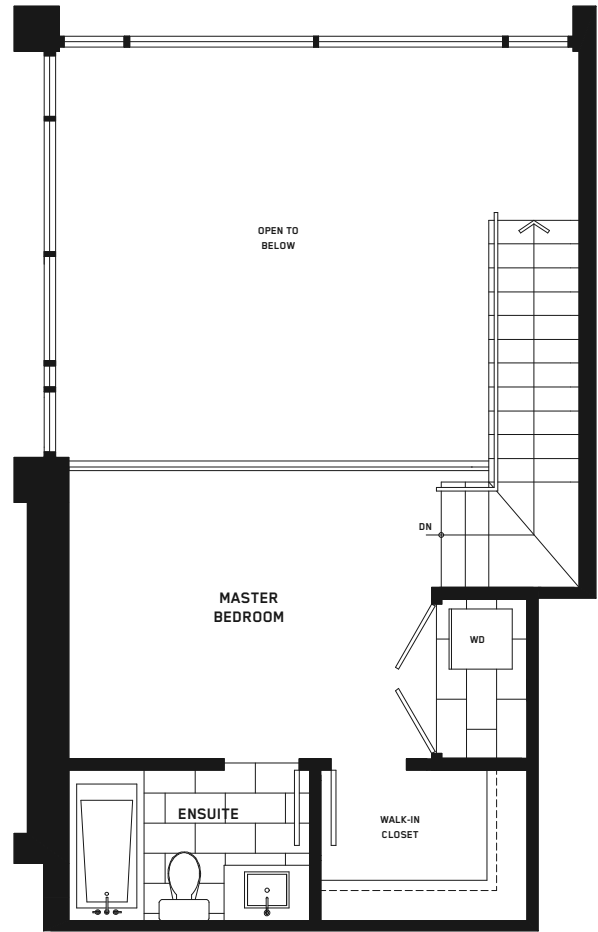 OPEN TO
BELOW
DN
MASTER
BEDROOM
WD
ENSUITE
WALK-IN
CLOSET